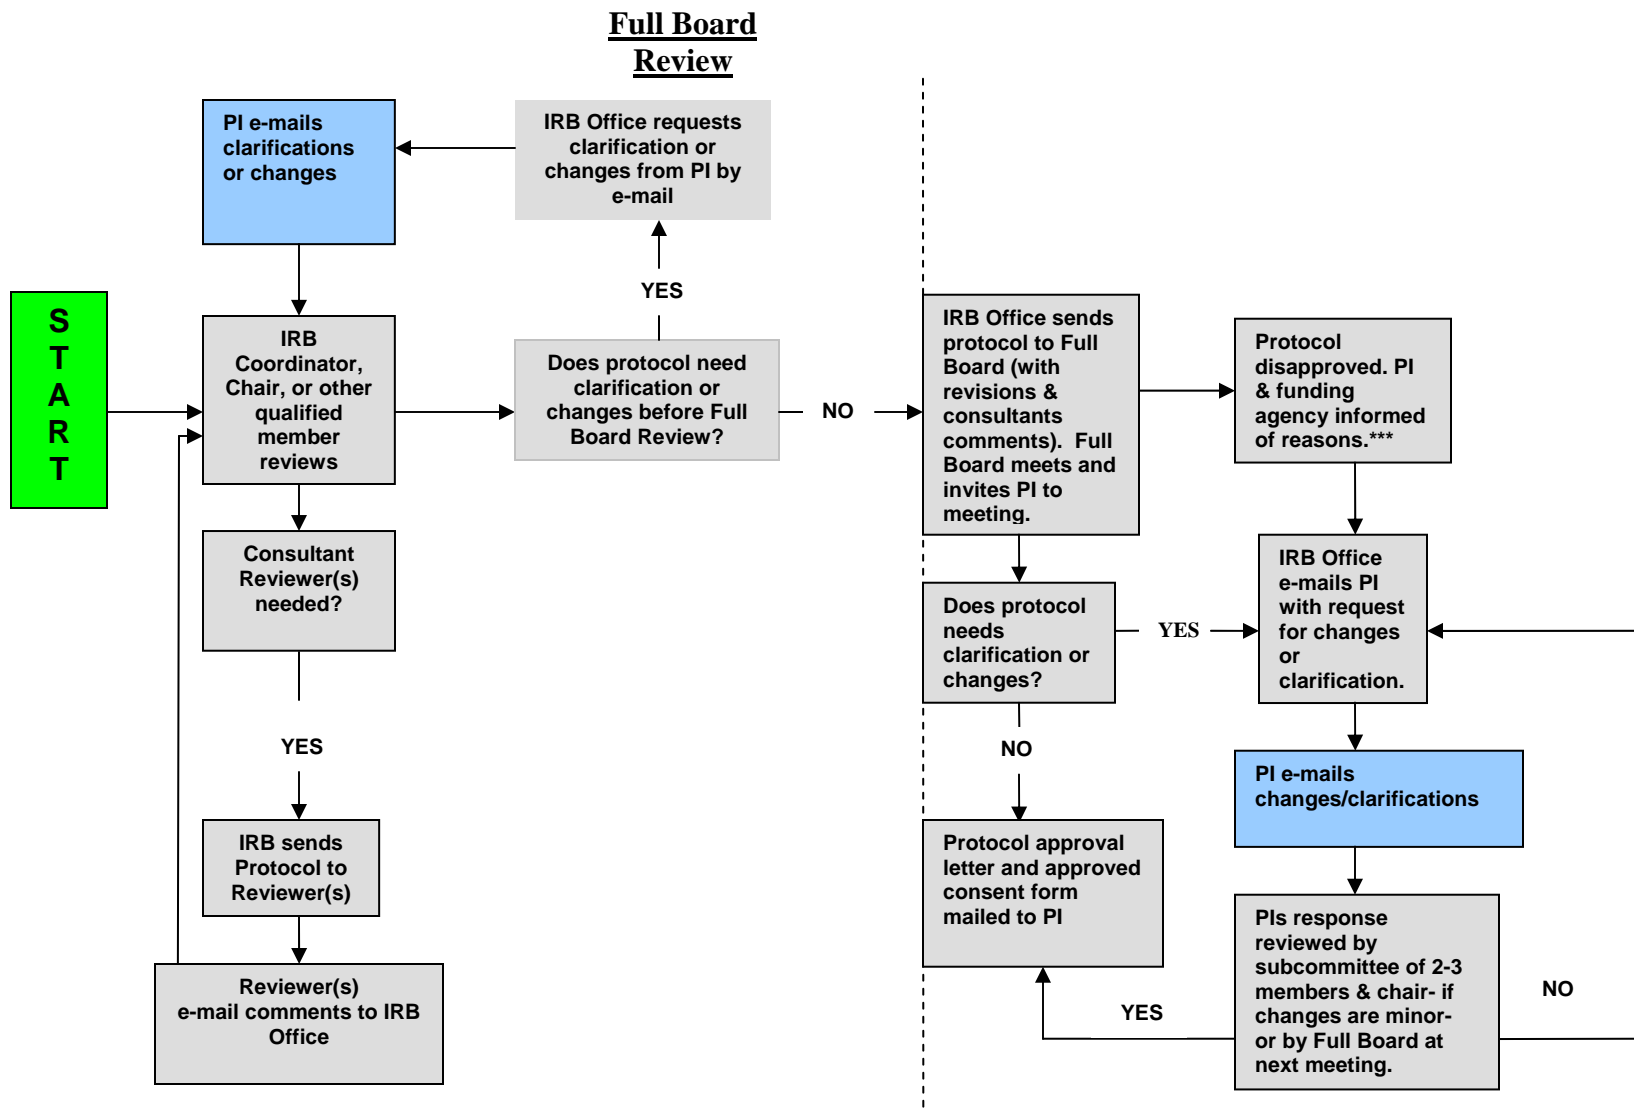 Full Board
Review
PI e-mails
clarifications
or changes
IRB Office requests
clarification or
changes from PI by
e-mail
YES
S
T
A
R
T
IRB
Coordinator,
Chair, or other
qualified
member
reviews
Does protocol need
clarification or
changes before Full
Board Review?
NO
IRB Office sends
protocol to Full
Board (with
revisions &
consultants
comments).  Full
Board meets and
invites PI to
meeting.
Protocol
disapproved. PI
& funding
agency informed
of reasons.***
Consultant
Reviewer(s)
needed?
YES
IRB sends
Protocol to
Reviewer(s)
Reviewer(s)
e-mail comments to IRB
Office
Does protocol
needs
clarification or
changes?
YES
IRB Office
e-mails PI
with request
for changes
or
clarification.
NO
PI e-mails
changes/clarifications
Protocol approval
letter and approved
consent form
mailed to PI
PIs response
reviewed by
subcommittee of 2-3
members & chair- if
changes are minor-
or by Full Board at
next meeting.
YES
NO